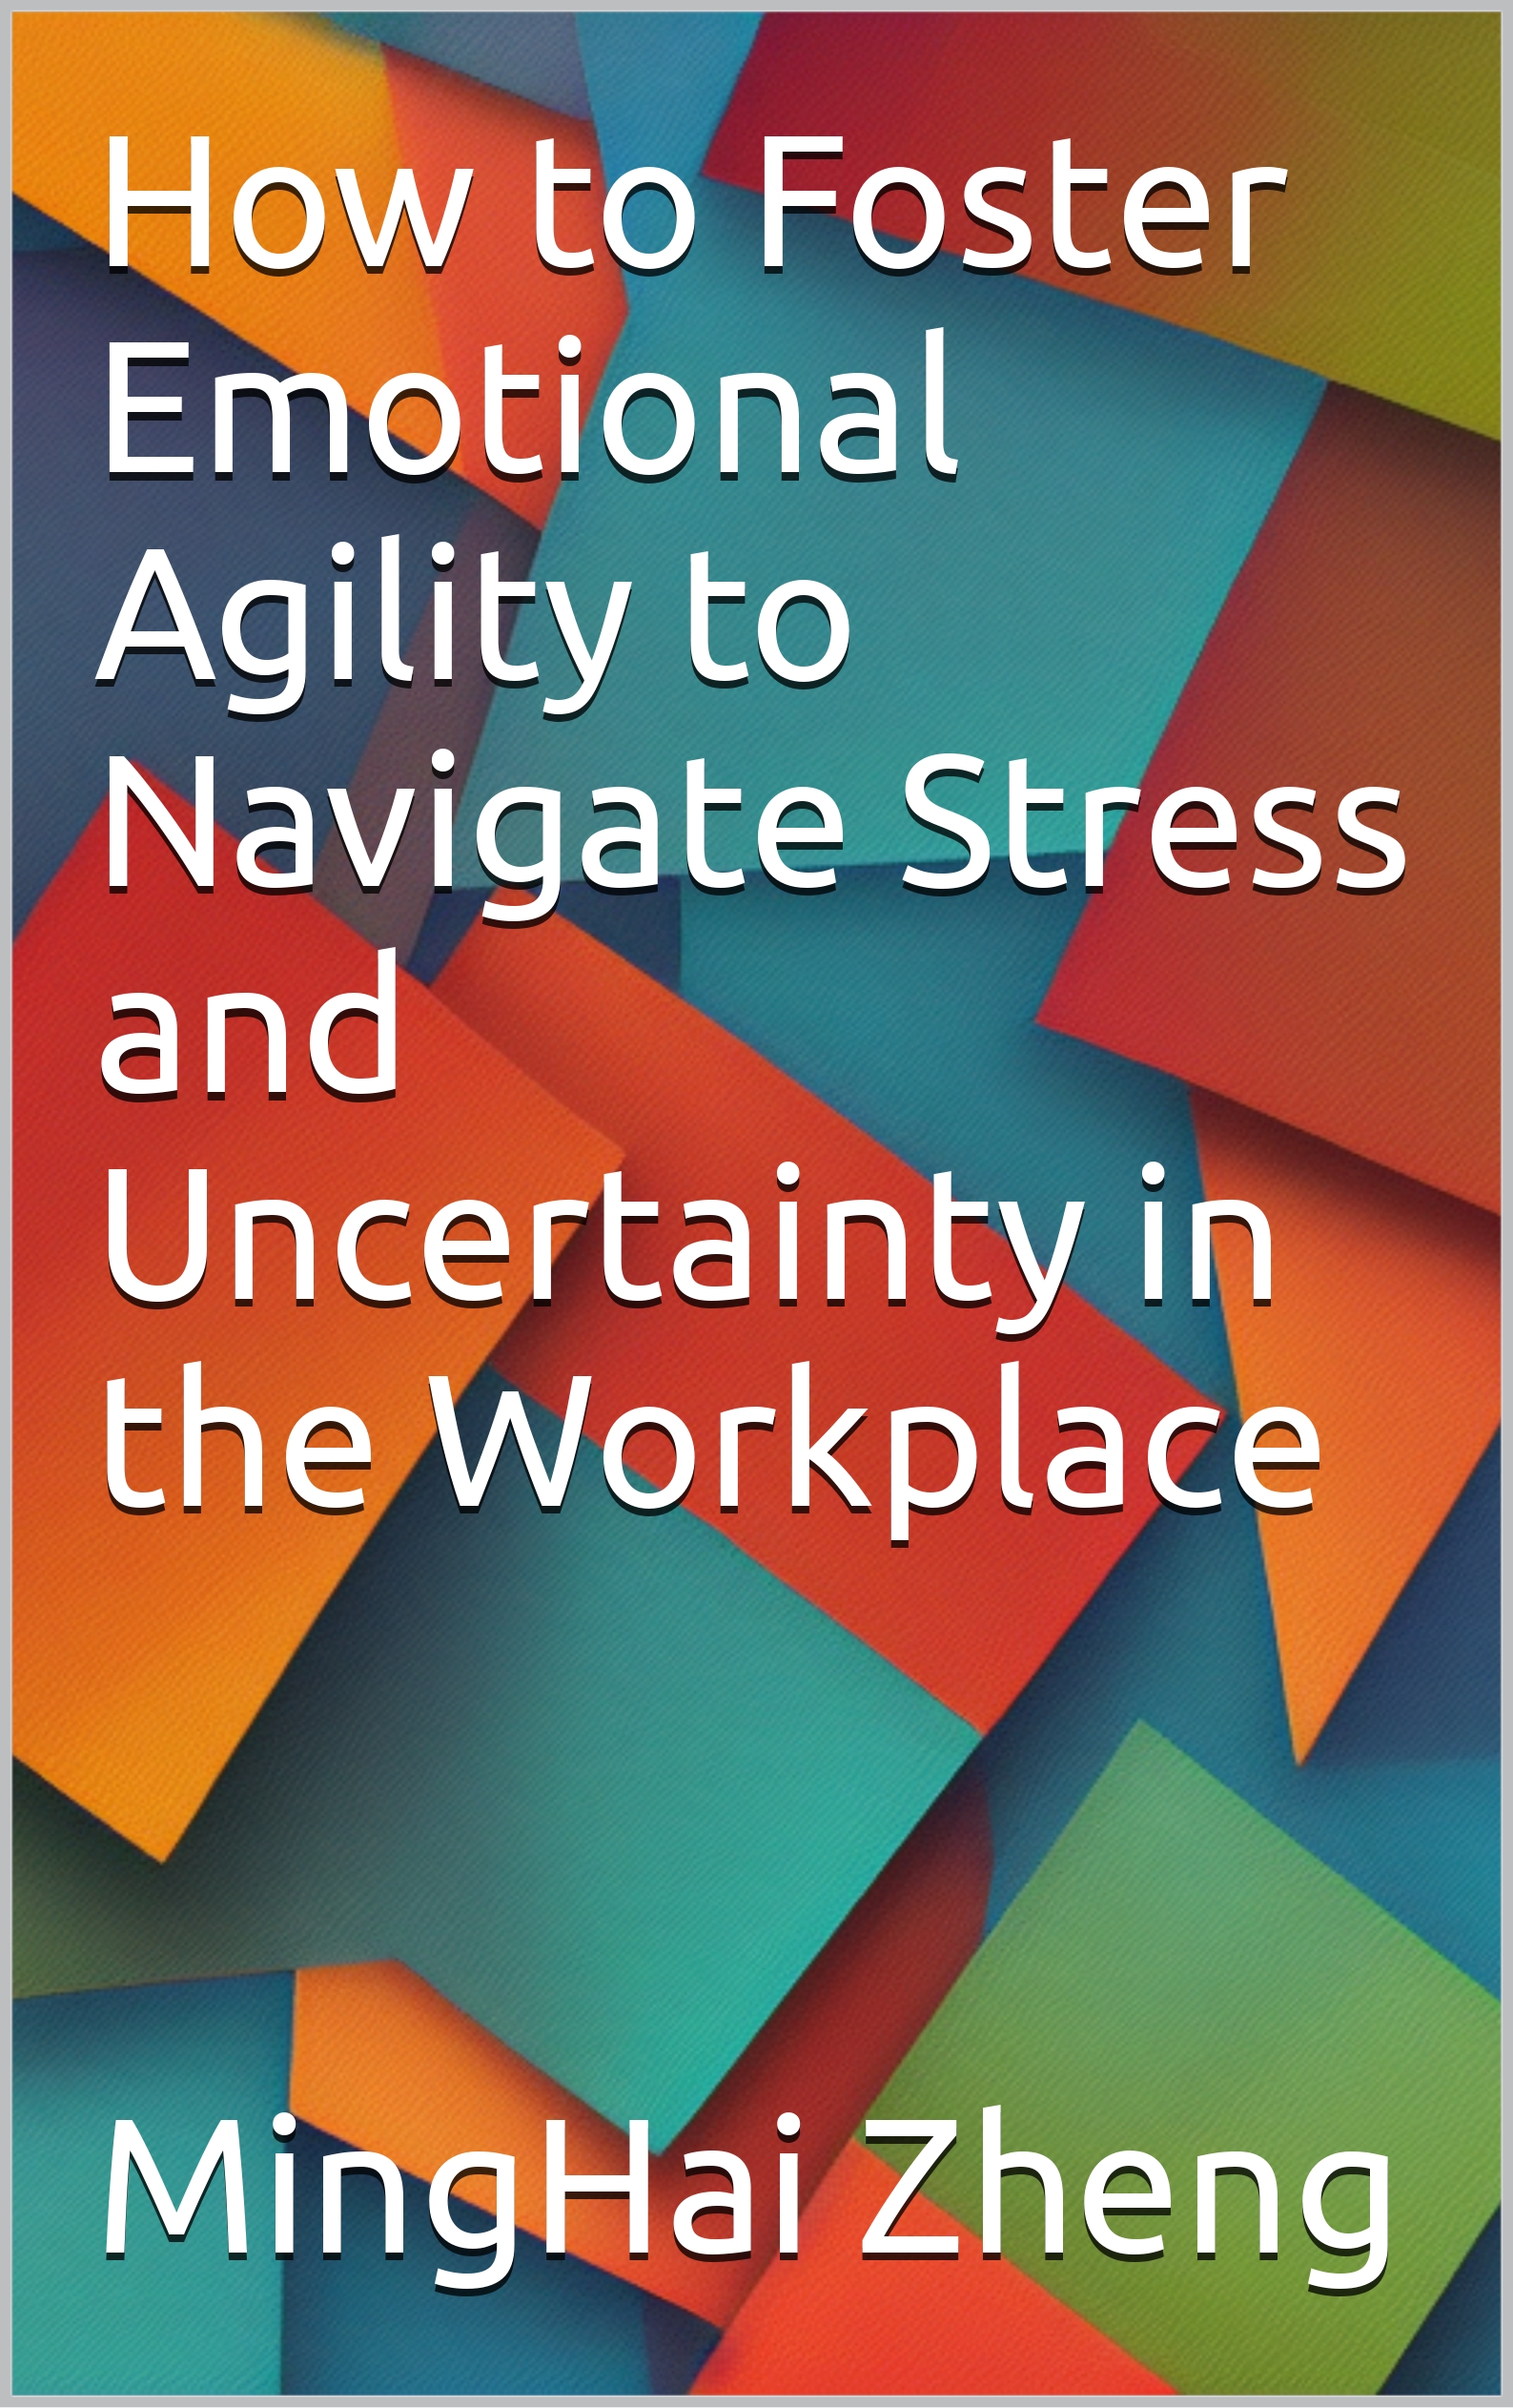 How to Foster
Emotional
Agility to
Navigate Stress
and
Uncertainty in
the Workplace
MingHai Zheng